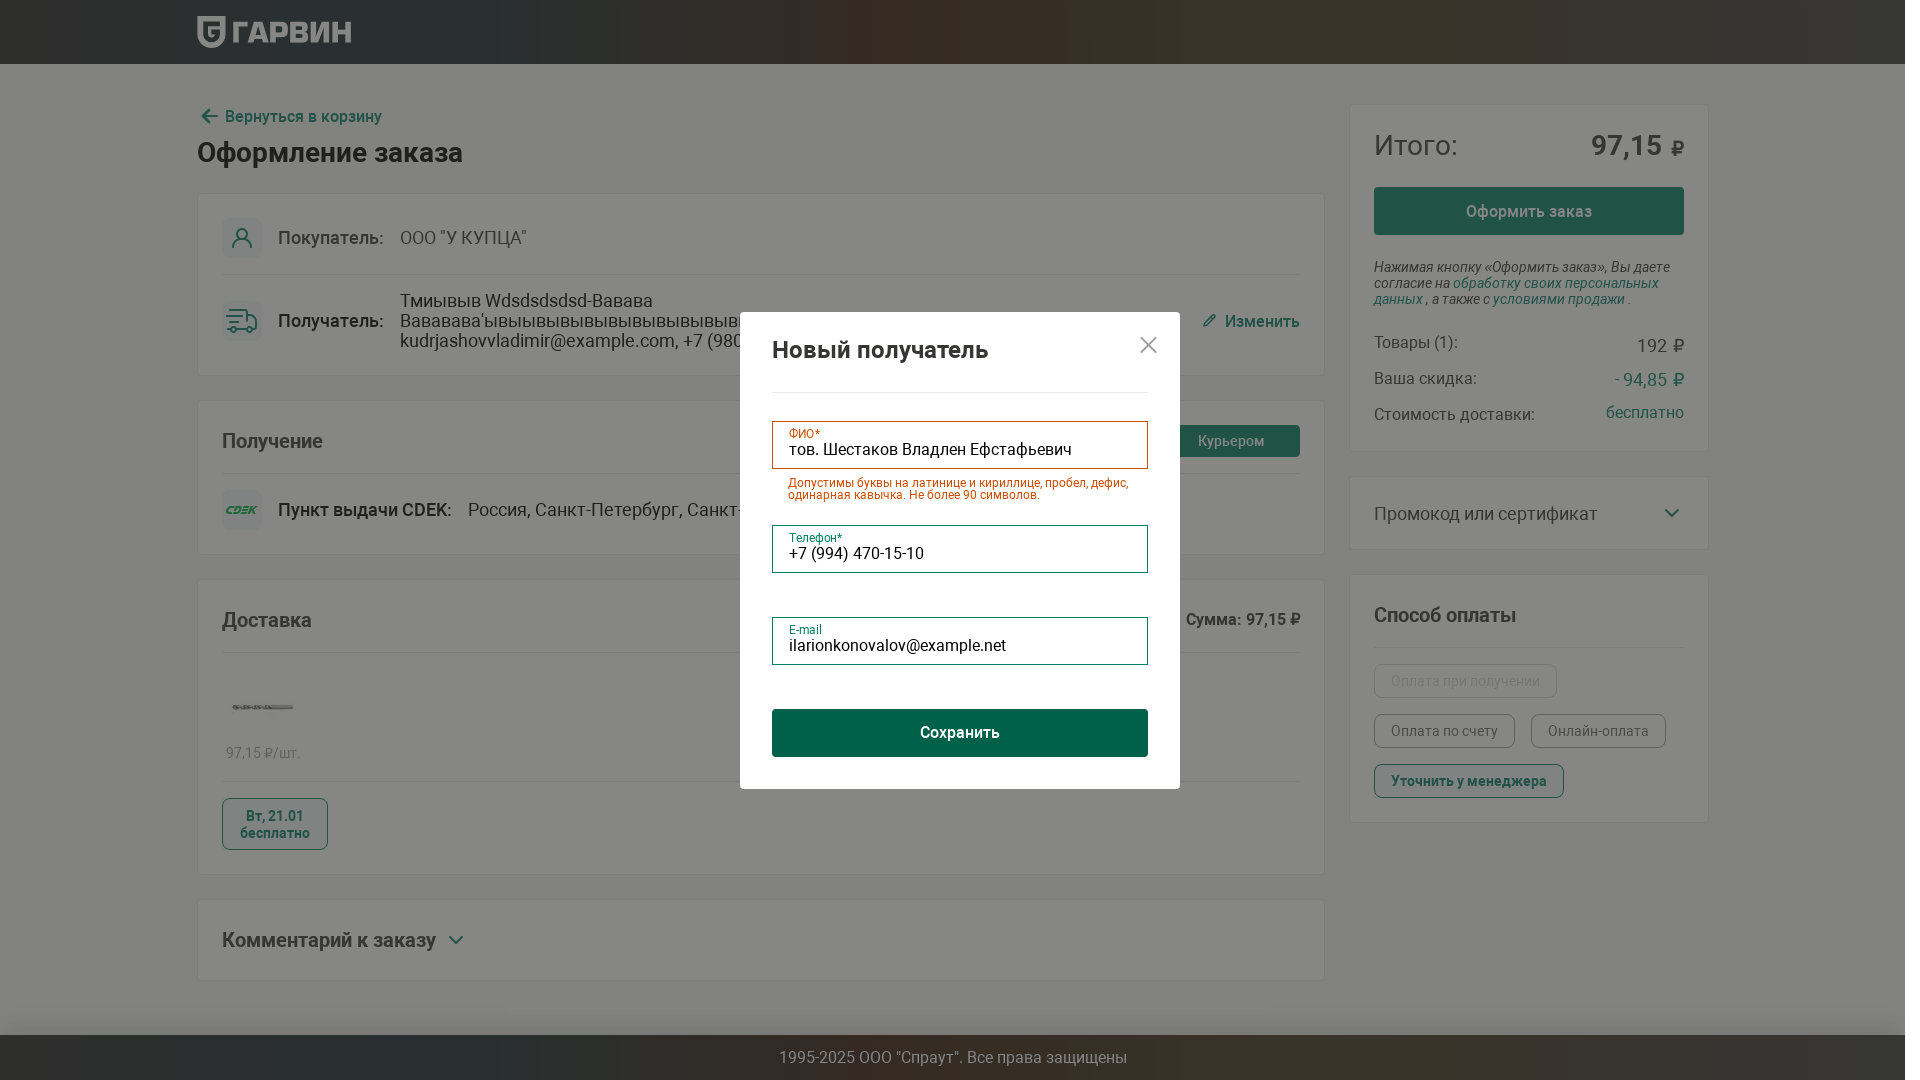 ГАРВИН
Вернуться в корзину
Оформление заказа
Покупатель: ООО "У КУПЦА"
Получатель:
Тмиывыв Wdsdsdsdsd-Вавава
kudrjashovvladimir@example.com, +7 (980
Изменить
Получение
Курьером
CDEK
Пункт выдачи CDEK: Россия, Санкт-Петербург, Санкт-
Доставка
Сумма: 97,15 ₽
97,15 ₽/шт.
Вт, 21.01
бесплатно
Комментарий к заказу
Новый получатель
ФИО*
тов. Шестаков Владлен Ефстафьевич
Допустимы буквы на латинице и кириллице, пробел, дефис,
одинарная кавычка. Не более 90 символов.
Телефон*
+7 (994) 470-15-10
E-mail
ilarionkonovalov@example.net
Сохранить
Итого: 97,15 ₽
Оформить заказ
Нажимая кнопку «Оформить заказ», Вы даете
согласие на обработку своих персональных
данных , а также с условиями продажи .
Товары (1): 192 ₽
Ваша скидка: - 94,85 ₽
Стоимость доставки: бесплатно
Промокод или сертификат
Способ оплаты
Оплата при получении
Оплата по счету
Онлайн-оплата
Уточнить у менеджера
1995-2025 ООО "Спраут". Все права защищены